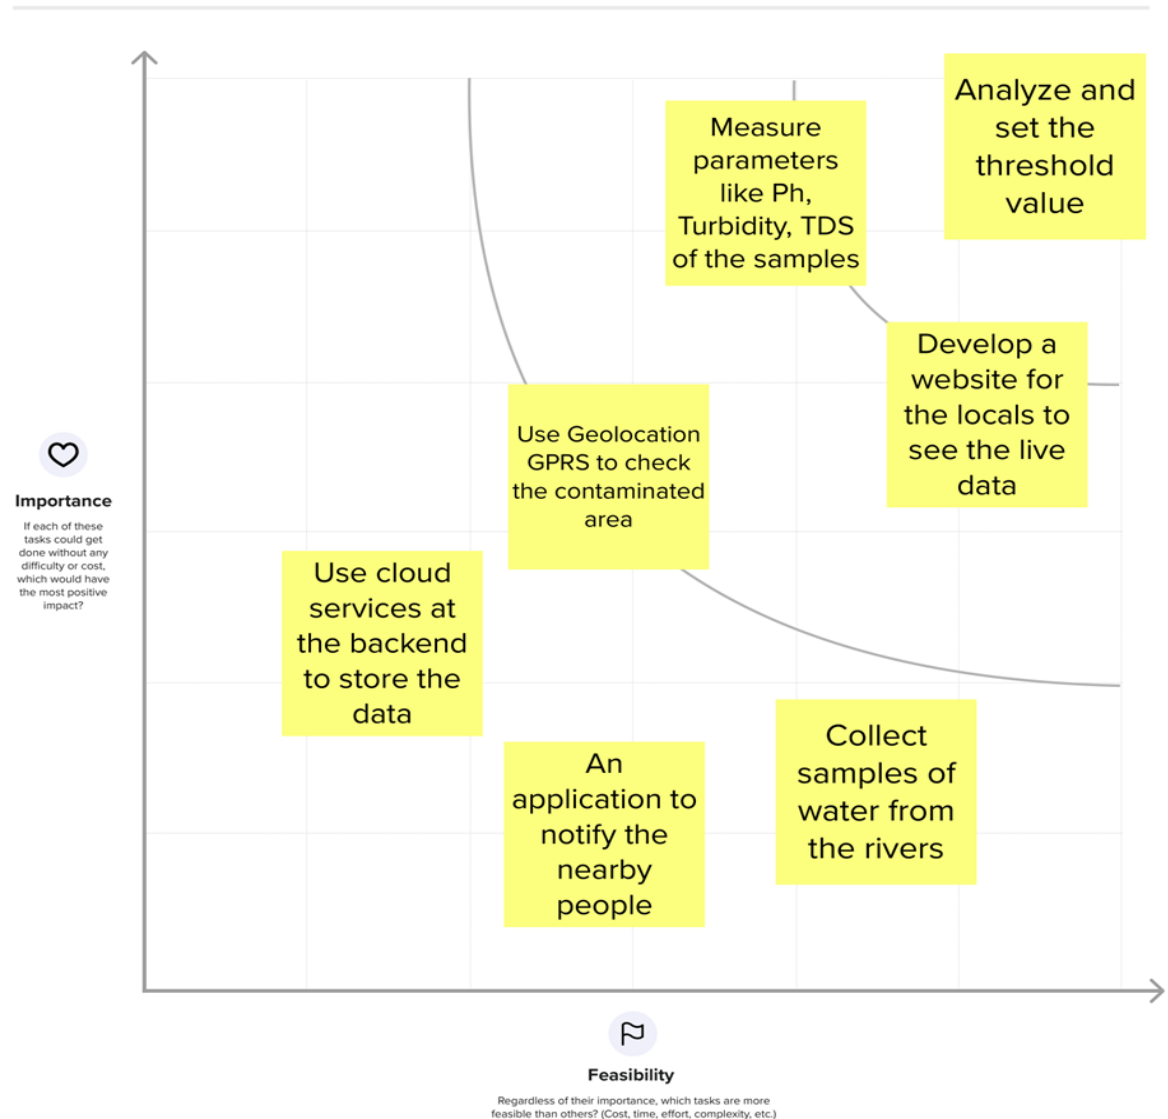 Analyze and
set the
threshold
value
Measure
parameters
like Ph,
Turbidity, TDS
of the samples
Develop a
website for
the locals to
see the live
data
Use Geolocation
GPRS to check
the contaminated
area
Importance
If each of these
tasks could get
done without any
difficulty or cost,
which would have
the most positive
impact?
Use cloud
services at
the backend
to store the
data
Collect
samples of
water from
the rivers
An
application to
notify the
nearby
people
Feasibility
Regardless of their importance, which tasks are more
feasible than others? (Cost, time, effort, complexity, etc.)